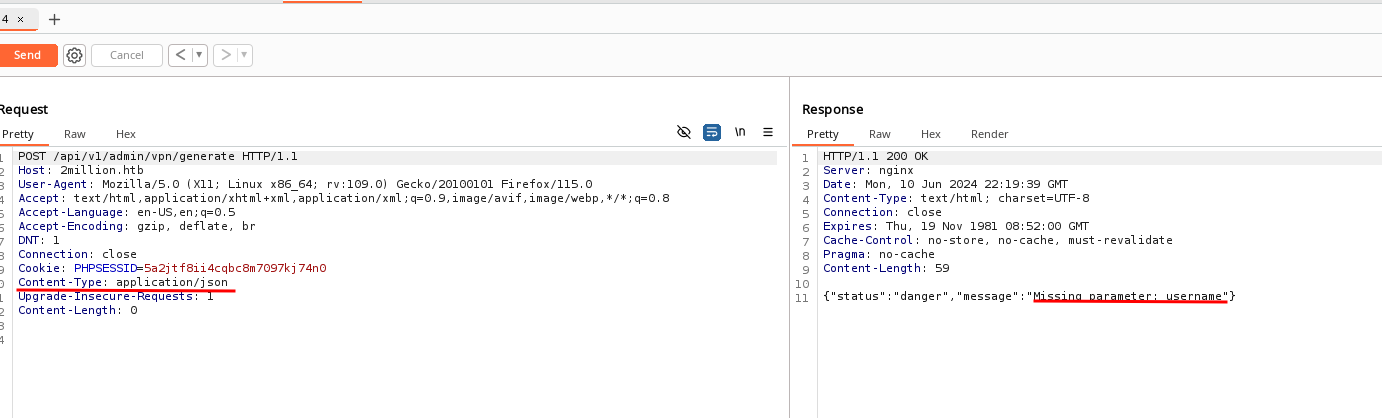 4 × +
Send Cancel < >
Request
Pretty Raw Hex \n
1 POST /api/v1/admin/vpn/generate HTTP/1.1
2 Host: 2million.htb
3 User-Agent: Mozilla/5.0 (X11; Linux x86_64; rv:109.0) Gecko/20100101 Firefox/115.0
4 Accept: text/html,application/xhtml+xml,application/xml;q=0.9,image/avif,image/webp,*/*;q=0.8
5 Accept-Language: en-US,en;q=0.5
6 Accept-Encoding: gzip, deflate, br
7 DNT: 1
8 Connection: close
9 Cookie: PHPSESSID=5a2jtf8ii4cqbc8m7097kj74n0
0 Content-Type: application/json
1 Upgrade-Insecure-Requests: 1
2 Content-Length: 0
3
4
Response
Pretty Raw Hex Render
1 HTTP/1.1 200 OK
2 Server: nginx
3 Date: Mon, 10 Jun 2024 22:19:39 GMT
4 Content-Type: text/html; charset=UTF-8
5 Connection: close
6 Expires: Thu, 19 Nov 1981 08:52:00 GMT
7 Cache-Control: no-store, no-cache, must-revalidate
8 Pragma: no-cache
9 Content-Length: 59
10
11 {"status":"danger","message":"Missing parameter: username"}